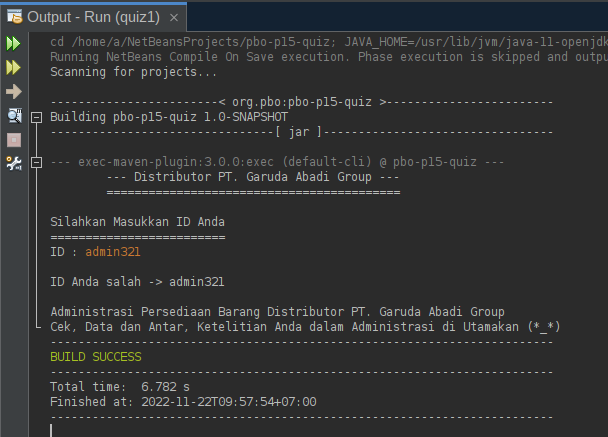 Output - Run (quiz1)
cd /home/a/NetBeansProjects/pbo-p15-quiz; JAVA_HOME=/usr/lib/jvm/java-11-openjdk
Running NetBeans Compile On Save execution. Phase execution is skipped and outpu
Scanning for projects...
------------------------< org.pbo:pbo-p15-quiz >------------------------
Building pbo-p15-quiz 1.0-SNAPSHOT
--------------------------------[ jar ]---------------------------------
--- exec-maven-plugin:3.0.0:exec (default-cli) @ pbo-p15-quiz ---
--- Distributor PT. Garuda Abadi Group ---
==========================================
Silahkan Masukkan ID Anda
=========================
ID : admin321
ID Anda salah -> admin321
Administrasi Persediaan Barang Distributor PT. Garuda Abadi Group
Cek, Data dan Antar, Ketelitian Anda dalam Administrasi di Utamakan (*_*)
------------------------------------------------------------------------
BUILD SUCCESS
------------------------------------------------------------------------
Total time:  6.782 s
Finished at: 2022-11-22T09:57:54+07:00
------------------------------------------------------------------------